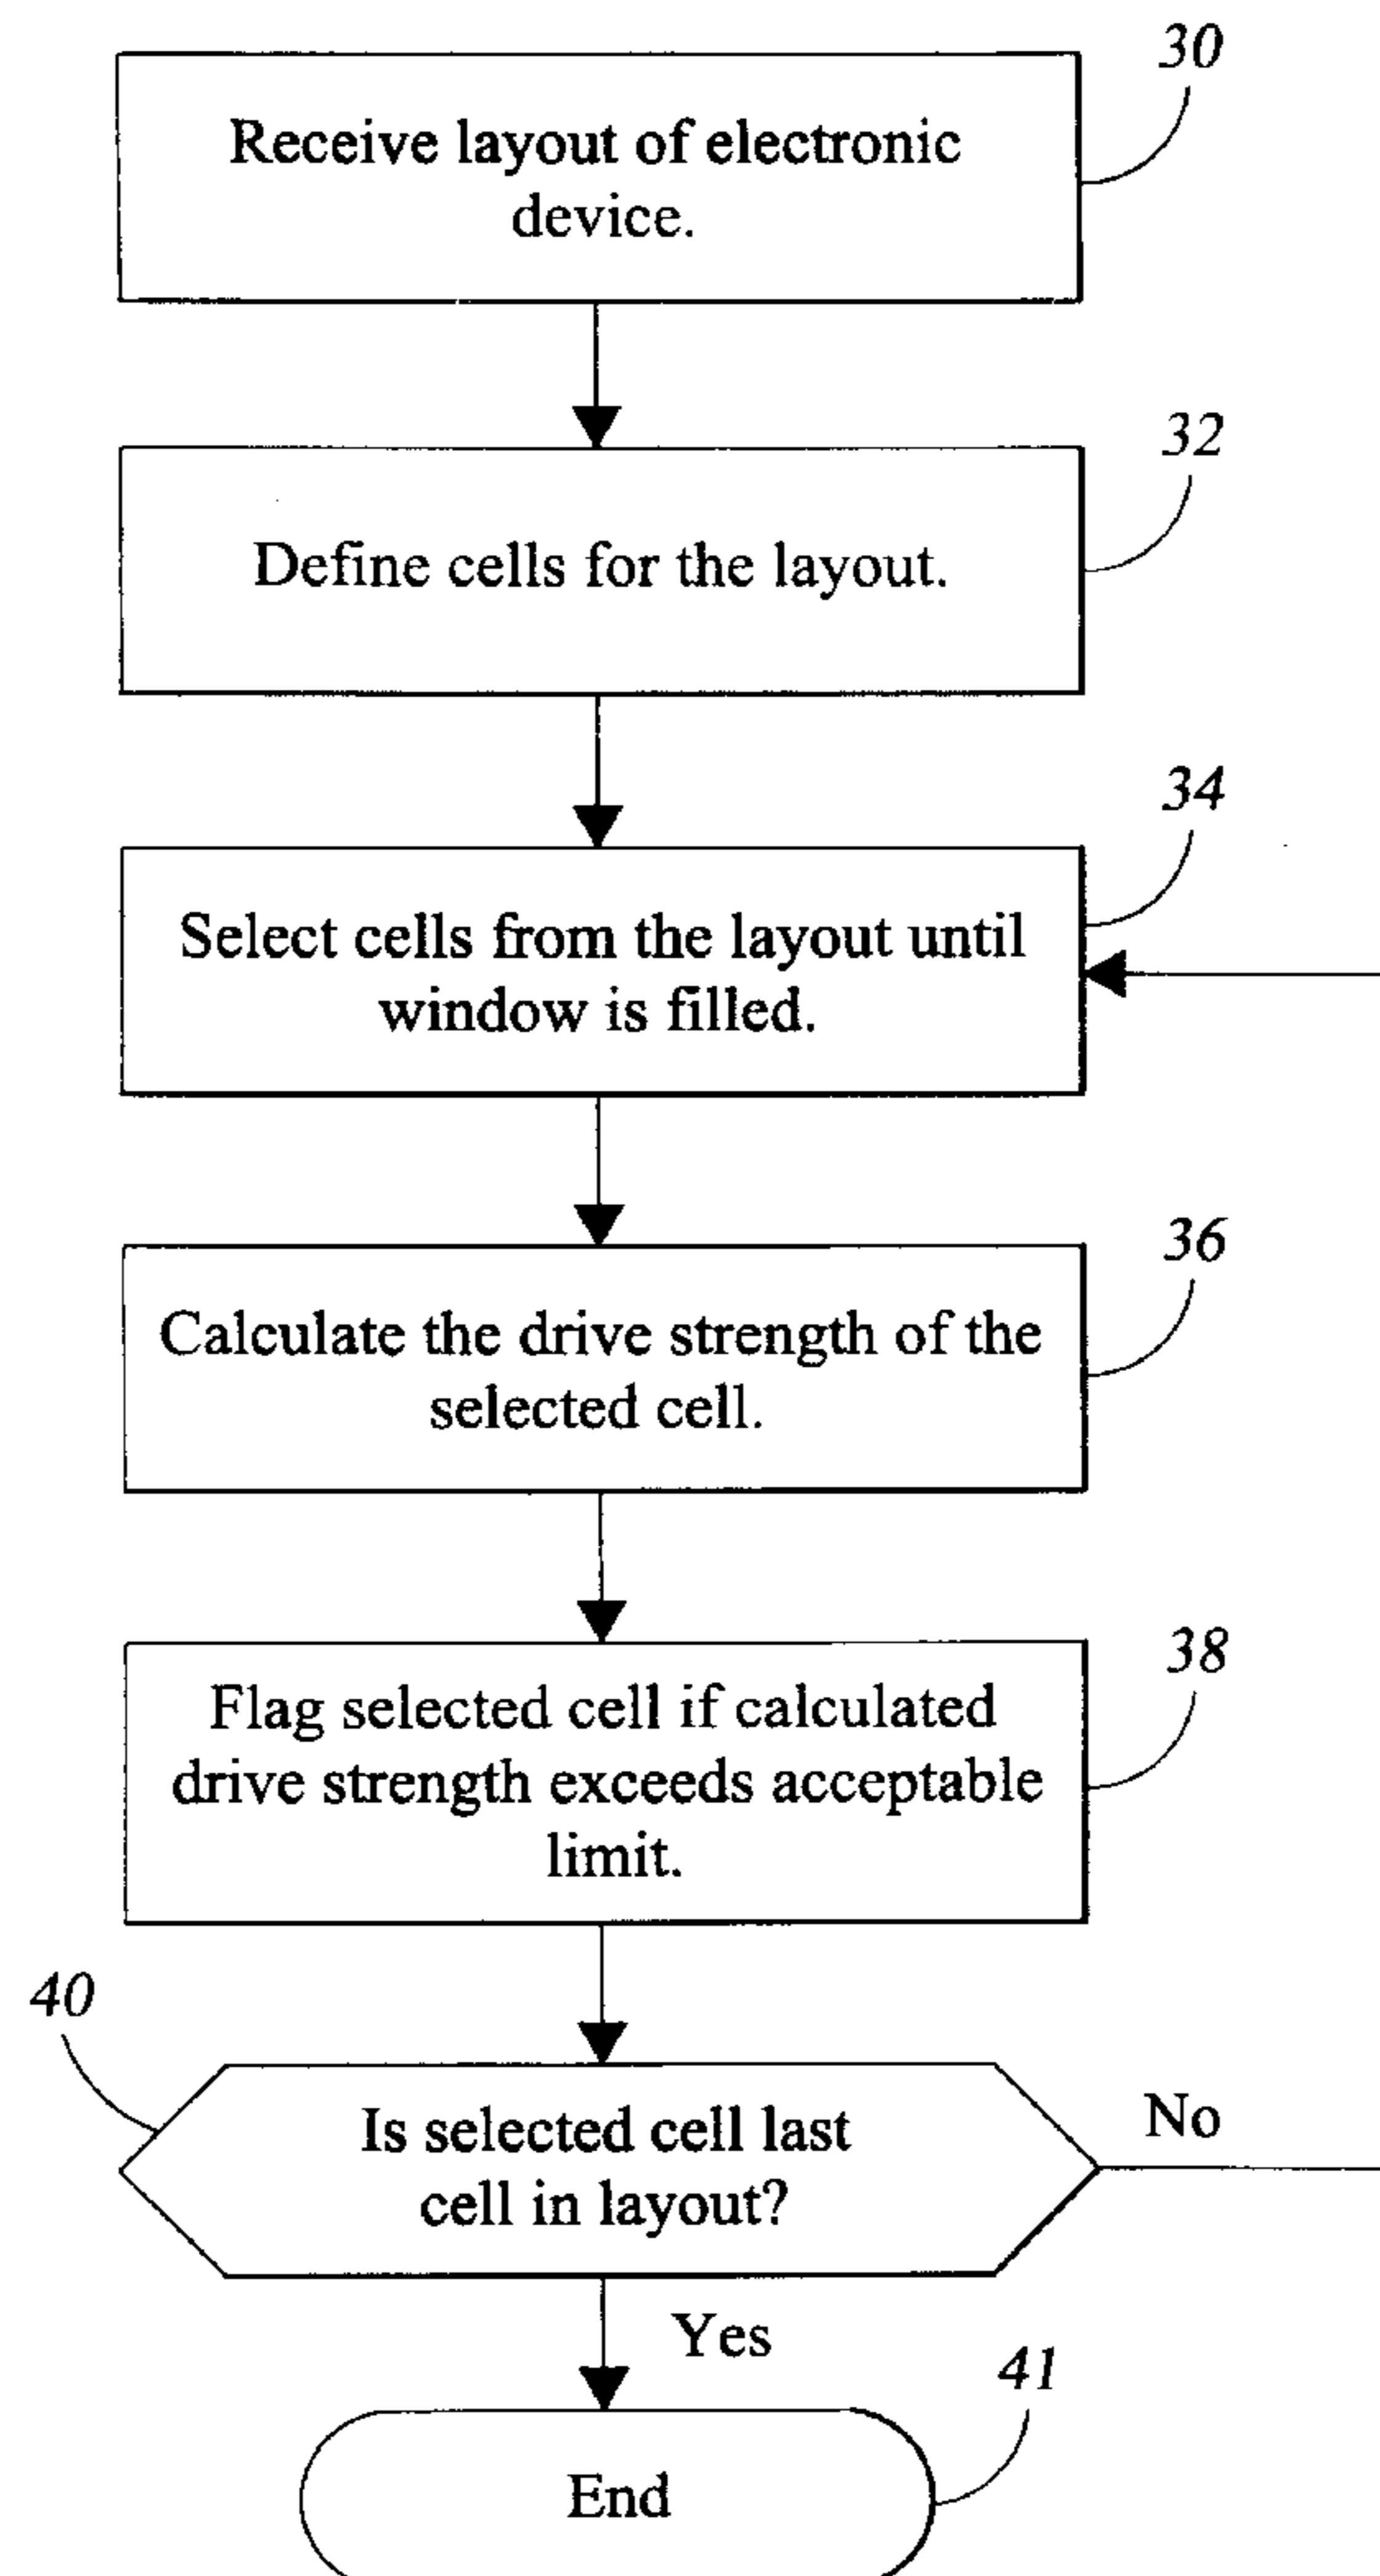 30
Receive layout of electronic
device.
32
Define cells for the layout.
34
Select cells from the layout until
window is filled.
36
Calculate the drive strength of the
selected cell.
38
Flag selected cell if calculated
drive strength exceeds acceptable
limit.
40
Is selected cell last
cell in layout?
No
Yes
41
End